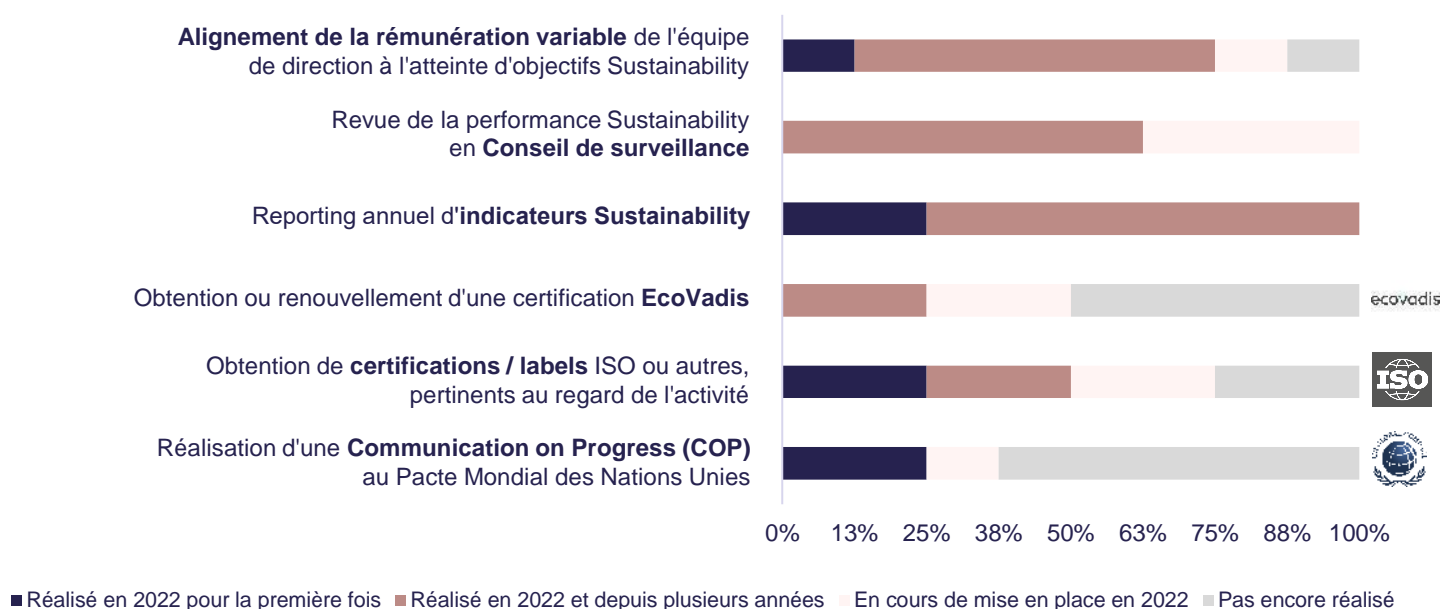 Alignement de la rémunération variable de l'équipe
de direction à l'atteinte d'objectifs Sustainability
Revue de la performance Sustainability
en Conseil de surveillance
Reporting annuel d'indicateurs Sustainability
Obtention ou renouvellement d'une certification EcoVadis
ecovadis
Obtention de certifications / labels ISO ou autres,
pertinents au regard de l'activité
ISO
Réalisation d'une Communication on Progress (COP)
au Pacte Mondial des Nations Unies
0% 13% 25% 38% 50% 63% 75% 88% 100%
Réalisé en 2022 pour la première fois Réalisé en 2022 et depuis plusieurs années En cours de mise en place en 2022 Pas encore réalisé